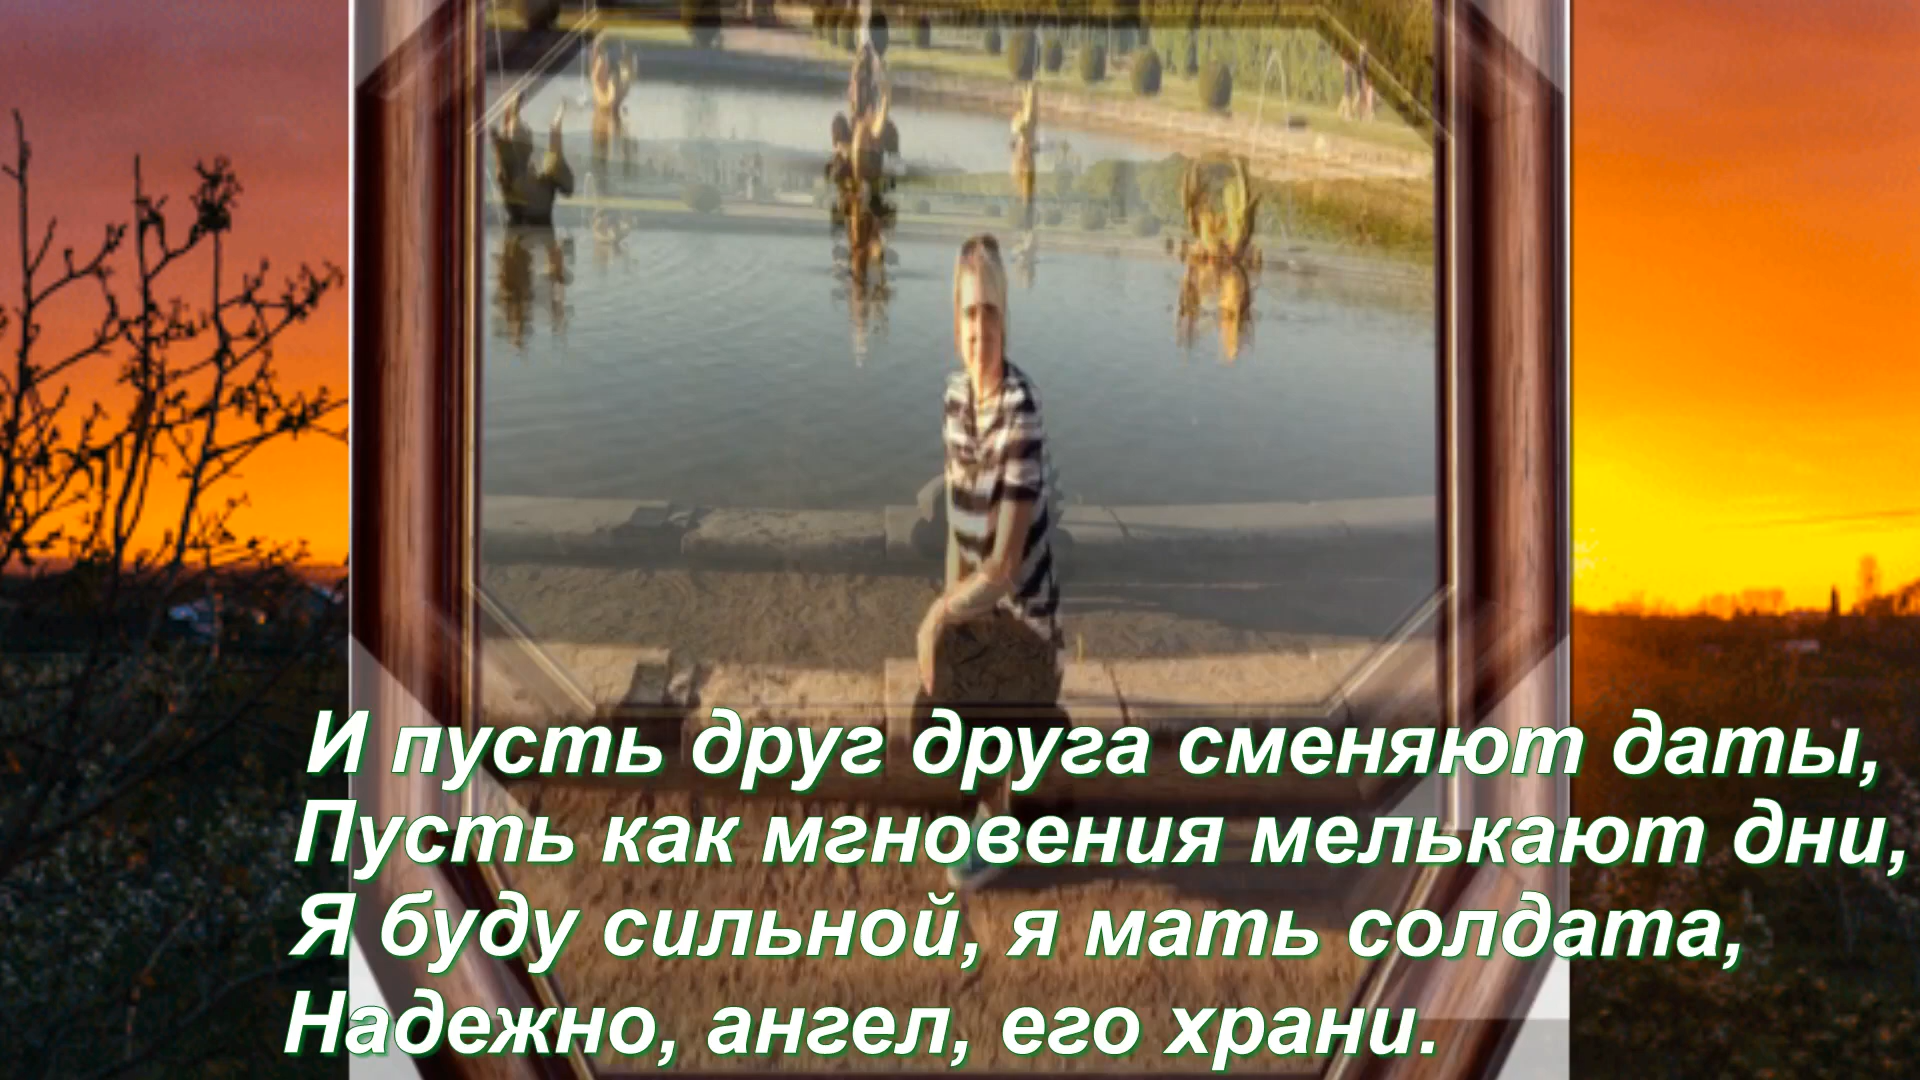 И пусть друг друга сменяют даты,
Пусть как мгновения мелькают дни,
Я буду сильной, я мать солдата,
Надежно, ангел, его храни.